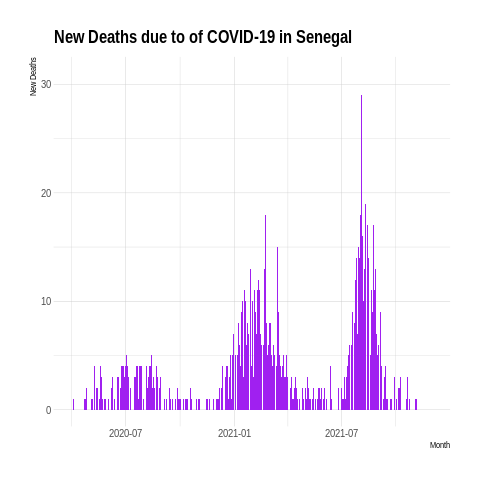 New Deaths due to of COVID-19 in Senegal
New Deaths
30
20
10
0
2020-07
2021-01
2021-07
Month